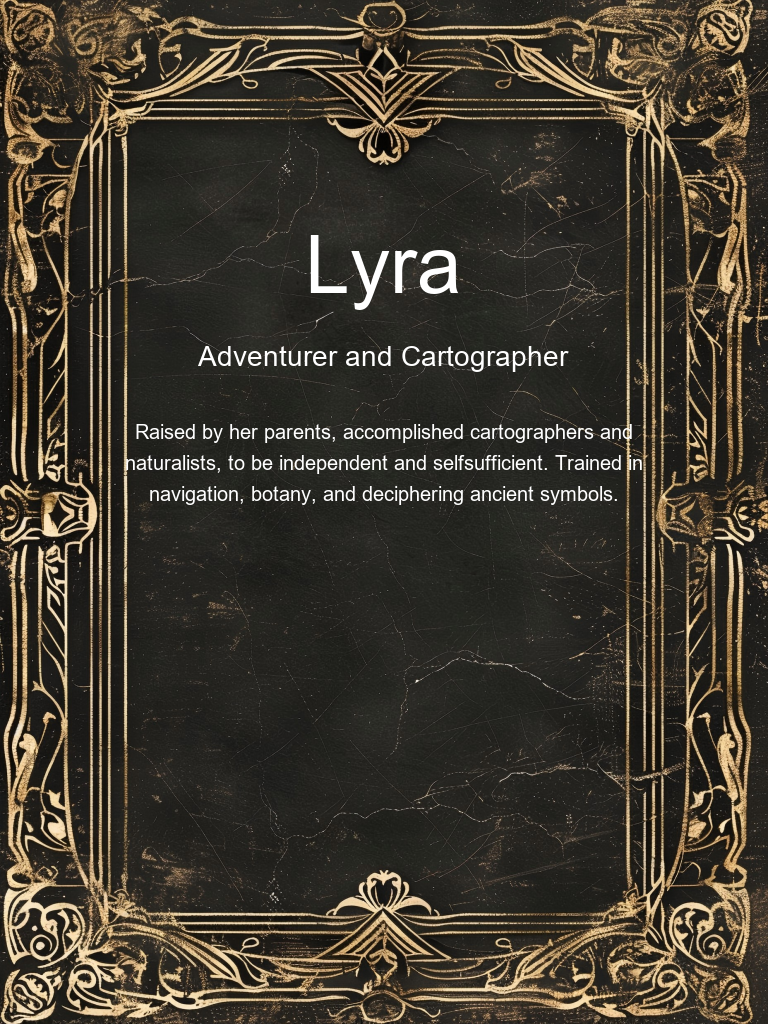 Lyra
Adventurer and Cartographer
Raised by her parents, accomplished cartographers and
naturalists, to be independent and selfsufficient. Trained in
navigation, botany, and deciphering ancient symbols.